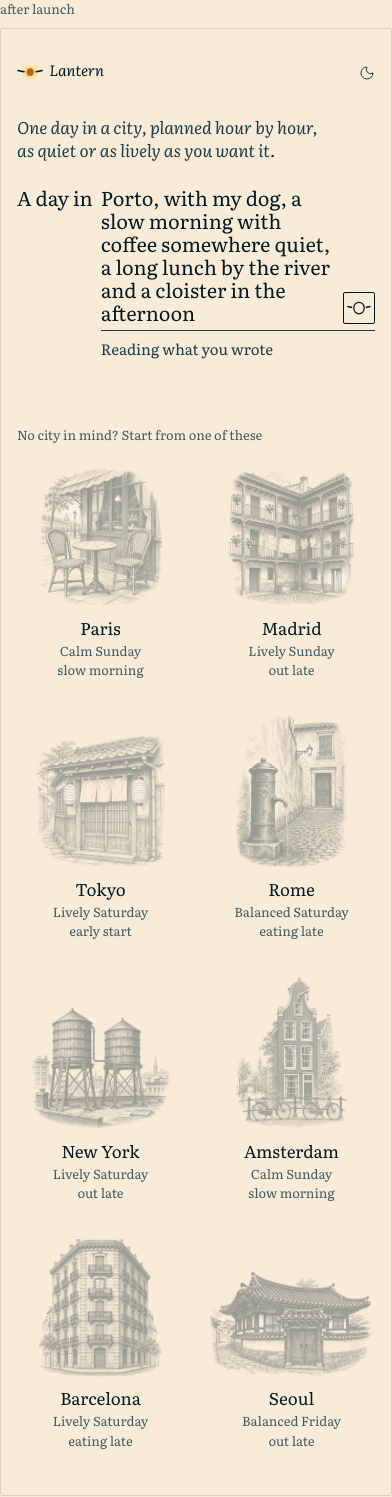 after launch
Lantern
One day in a city, planned hour by hour,
as quiet or as lively as you want it.
A day in Porto, with my dog, a
slow morning with
coffee somewhere quiet,
a long lunch by the river
and a cloister in the
afternoon
Reading what you wrote
No city in mind? Start from one of these
Paris
Calm Sunday
slow morning
Madrid
Lively Sunday
out late
Tokyo
Lively Saturday
early start
Rome
Balanced Saturday
eating late
New York
Lively Saturday
out late
Amsterdam
Calm Sunday
slow morning
Barcelona
Lively Saturday
eating late
Seoul
Balanced Friday
out late